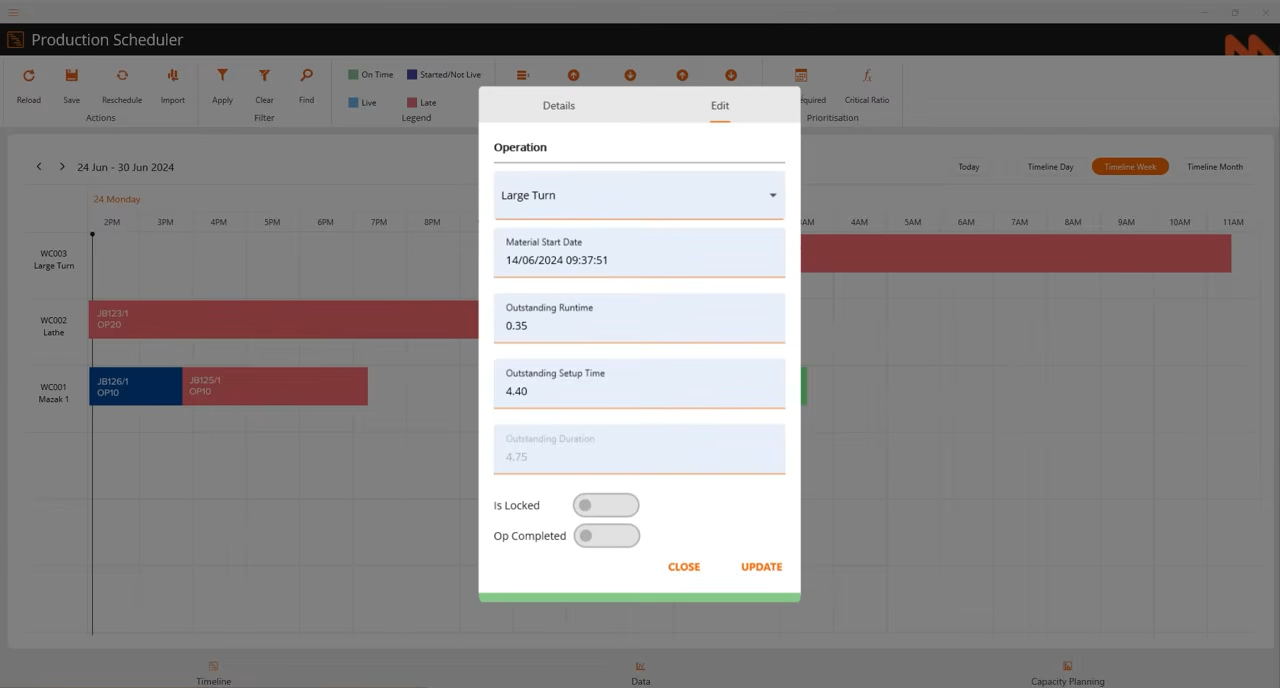 Production Scheduler
Reload
Save
Reschedule
Import
Actions
Apply
Clear
Find
Filter
On Time
Started/Not Live
Live
Late
Legend
Critical Ratio
Prioritisation
24 Jun - 30 Jun 2024
Today
Timeline Day
Timeline Week
Timeline Month
24 Monday
2PM 3PM 4PM 5PM 6PM 7PM 8PM 4AM 5AM 6AM 7AM 8AM 9AM 10AM 11AM
WC003
Large Turn
WC002
Lathe
JB123/1
OP20
WC001
Mazak 1
JB126/1
OP10
JB125/1
OP10
Details
Edit
Operation
Large Turn
Material Start Date
14/06/2024 09:37:51
Outstanding Runtime
0.35
Outstanding Setup Time
4.40
Outstanding Duration
4.75
Is Locked
Op Completed
CLOSE
UPDATE
Timeline
Data
Capacity Planning